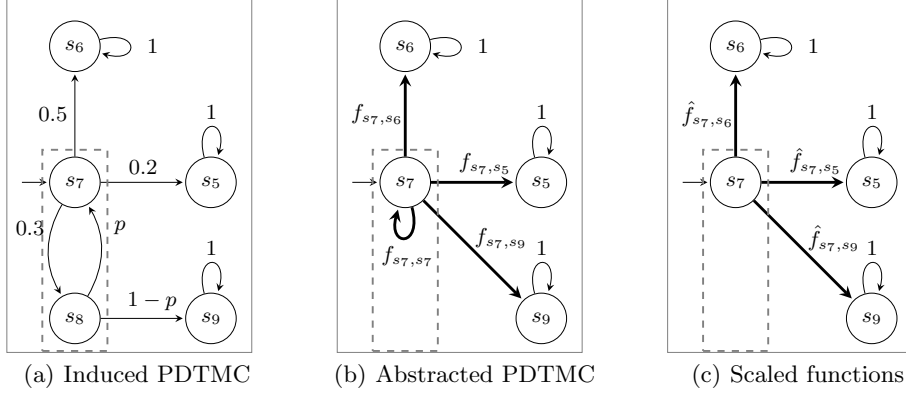 s₆ 1
0.5
1
s₇ 0.2 s₅
0.3 p
1
s₈ 1 − p s₉
(a) Induced PDTMC
s₆ 1
f_{s₇,s₆}
1
s₇ f_{s₇,s₅} s₅
f_{s₇,s₇} f_{s₇,s₉}
1
s₉
(b) Abstracted PDTMC
s₆ 1
f̂_{s₇,s₆}
1
s₇ f̂_{s₇,s₅} s₅
f̂_{s₇,s₉}
1
s₉
(c) Scaled functions